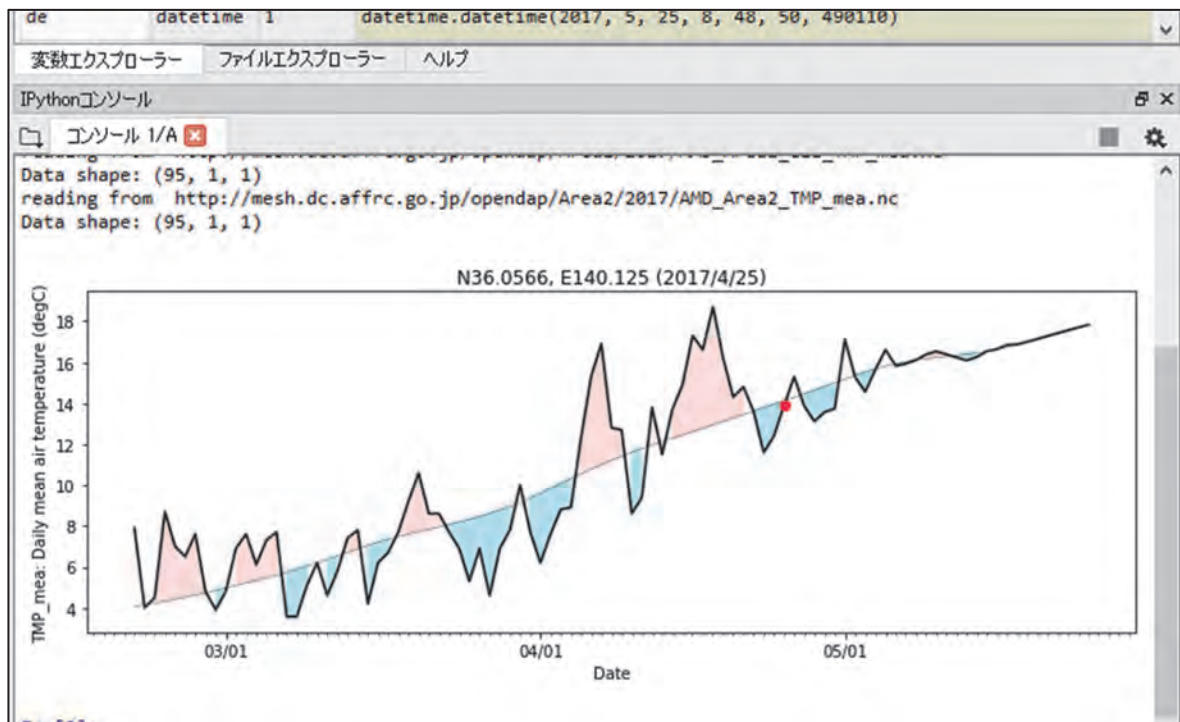 de datetime 1 datetime.datetime(2017, 5, 25, 8, 48, 50, 490110)
変数エクスプローラー ファイルエクスプローラー ヘルプ
IPythonコンソール
コンソール 1/A
reading from
Data shape: (95, 1, 1)
reading from http://mesh.dc.affrc.go.jp/opendap/Area2/2017/AMD_Area2_TMP_mea.nc
Data shape: (95, 1, 1)
N36.0566, E140.125 (2017/4/25)
TMP_mea: Daily mean air temperature (degC)
18
16
14
12
10
8
6
4
03/01 04/01 05/01
Date